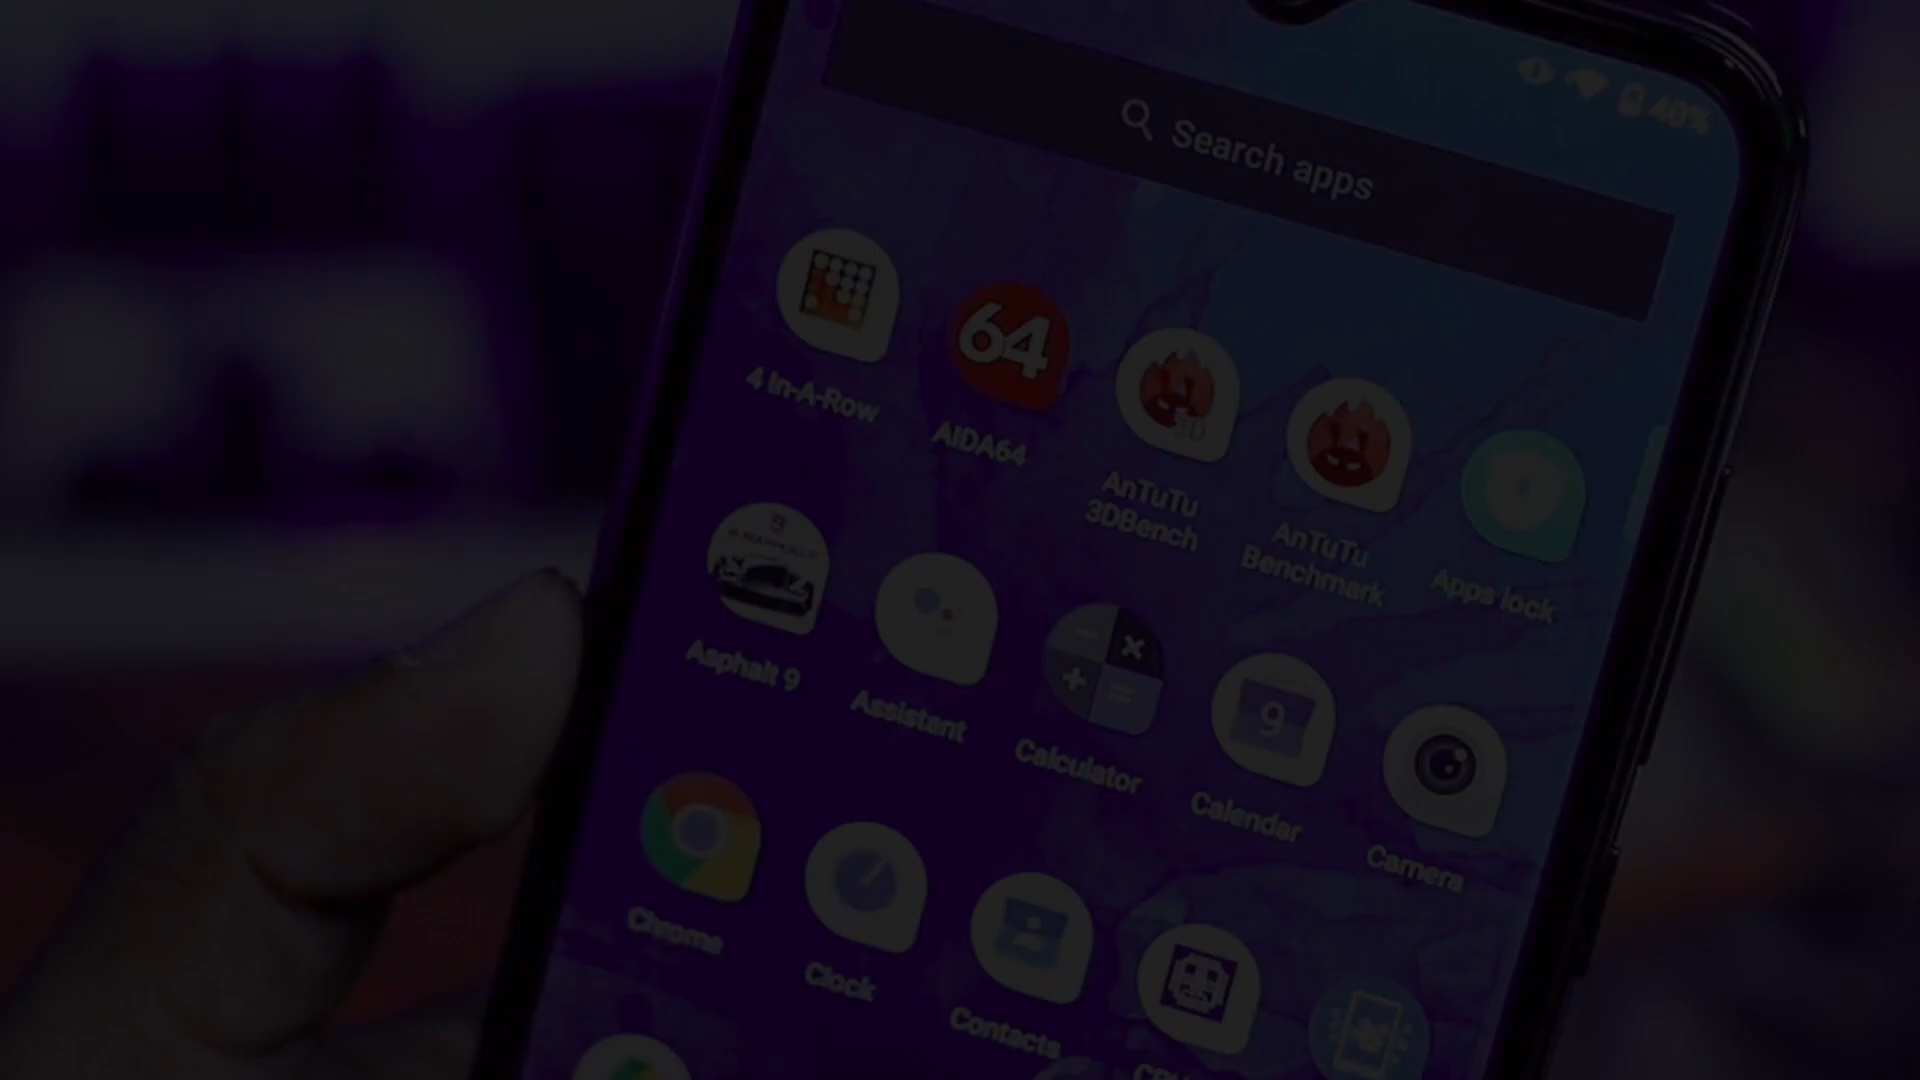 40%
Search apps
4 In-A-Row
AIDA64
64
3D
AnTuTu
3DBench
AnTuTu
Benchmark
Apps lock
Asphalt 9
Assistant
Calculator
9
Calendar
Camera
Chrome
Clock
Contacts